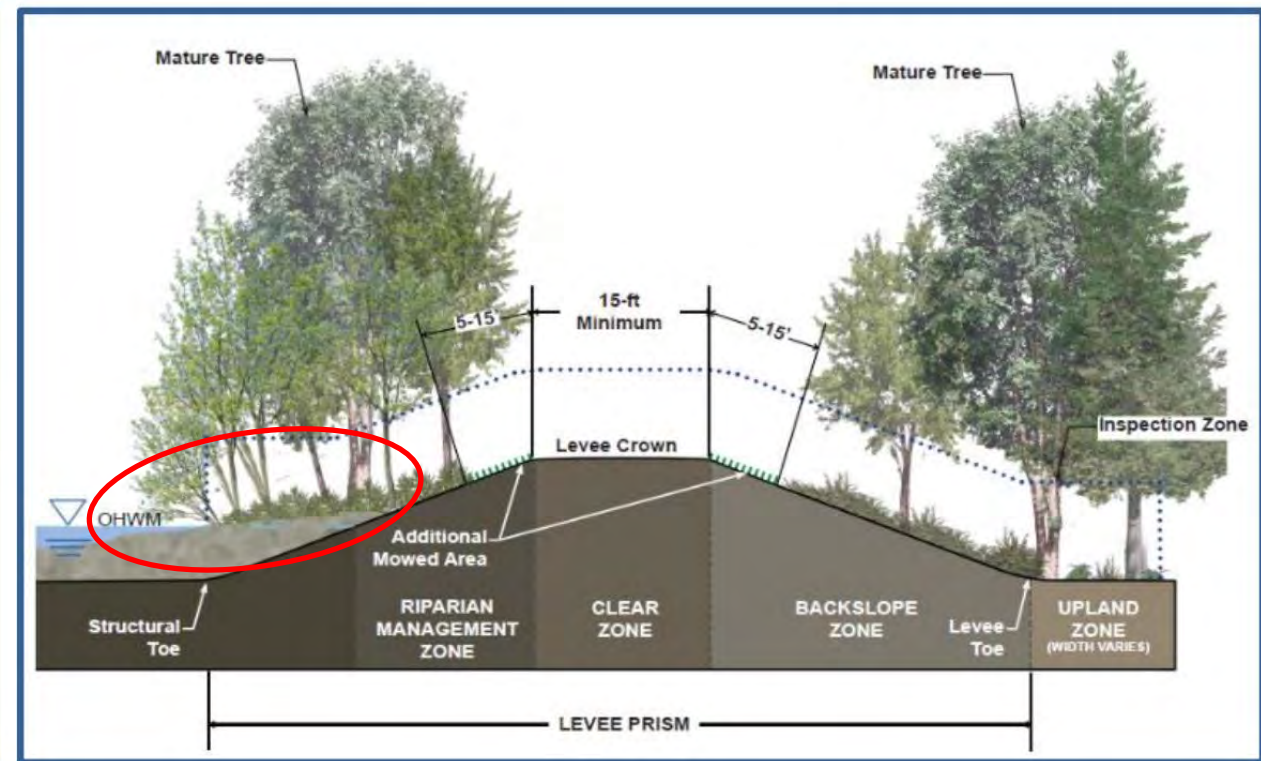 Mature Tree
Mature Tree
15-ft
Minimum
5-15'
5-15'
Inspection Zone
Levee Crown
OHWM
Additional
Mowed Area
Structural
Toe
RIPARIAN
MANAGEMENT
ZONE
CLEAR
ZONE
BACKSLOPE
ZONE
Levee
Toe
UPLAND
ZONE
(WIDTH VARIES)
LEVEE PRISM